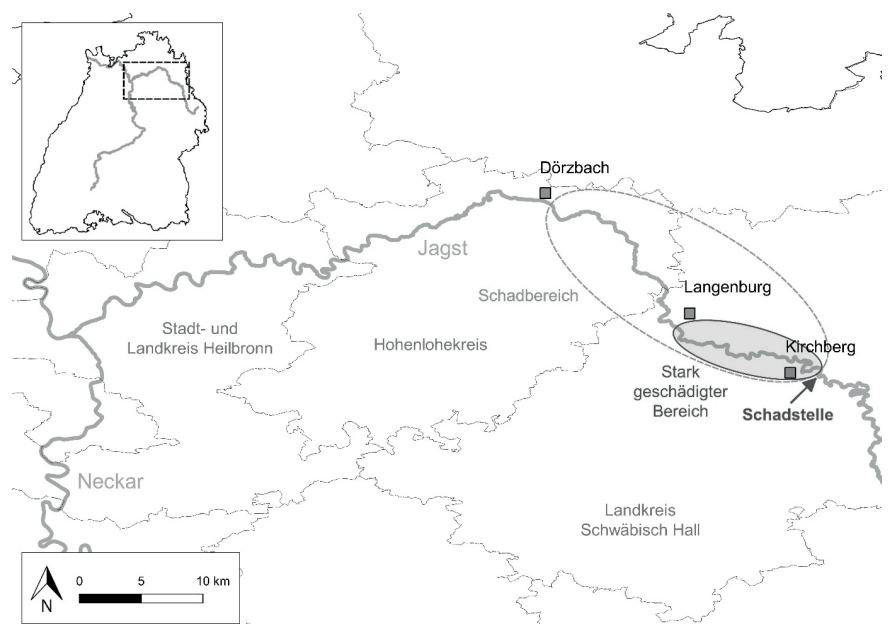 Dörzbach
Jagst
Schadbereich
Langenburg
Stadt- und
Landkreis Heilbronn
Hohenlohekreis
Kirchberg
Stark
geschädigter
Bereich
Schadstelle
Neckar
Landkreis
Schwäbisch Hall
N
0 5 10 km